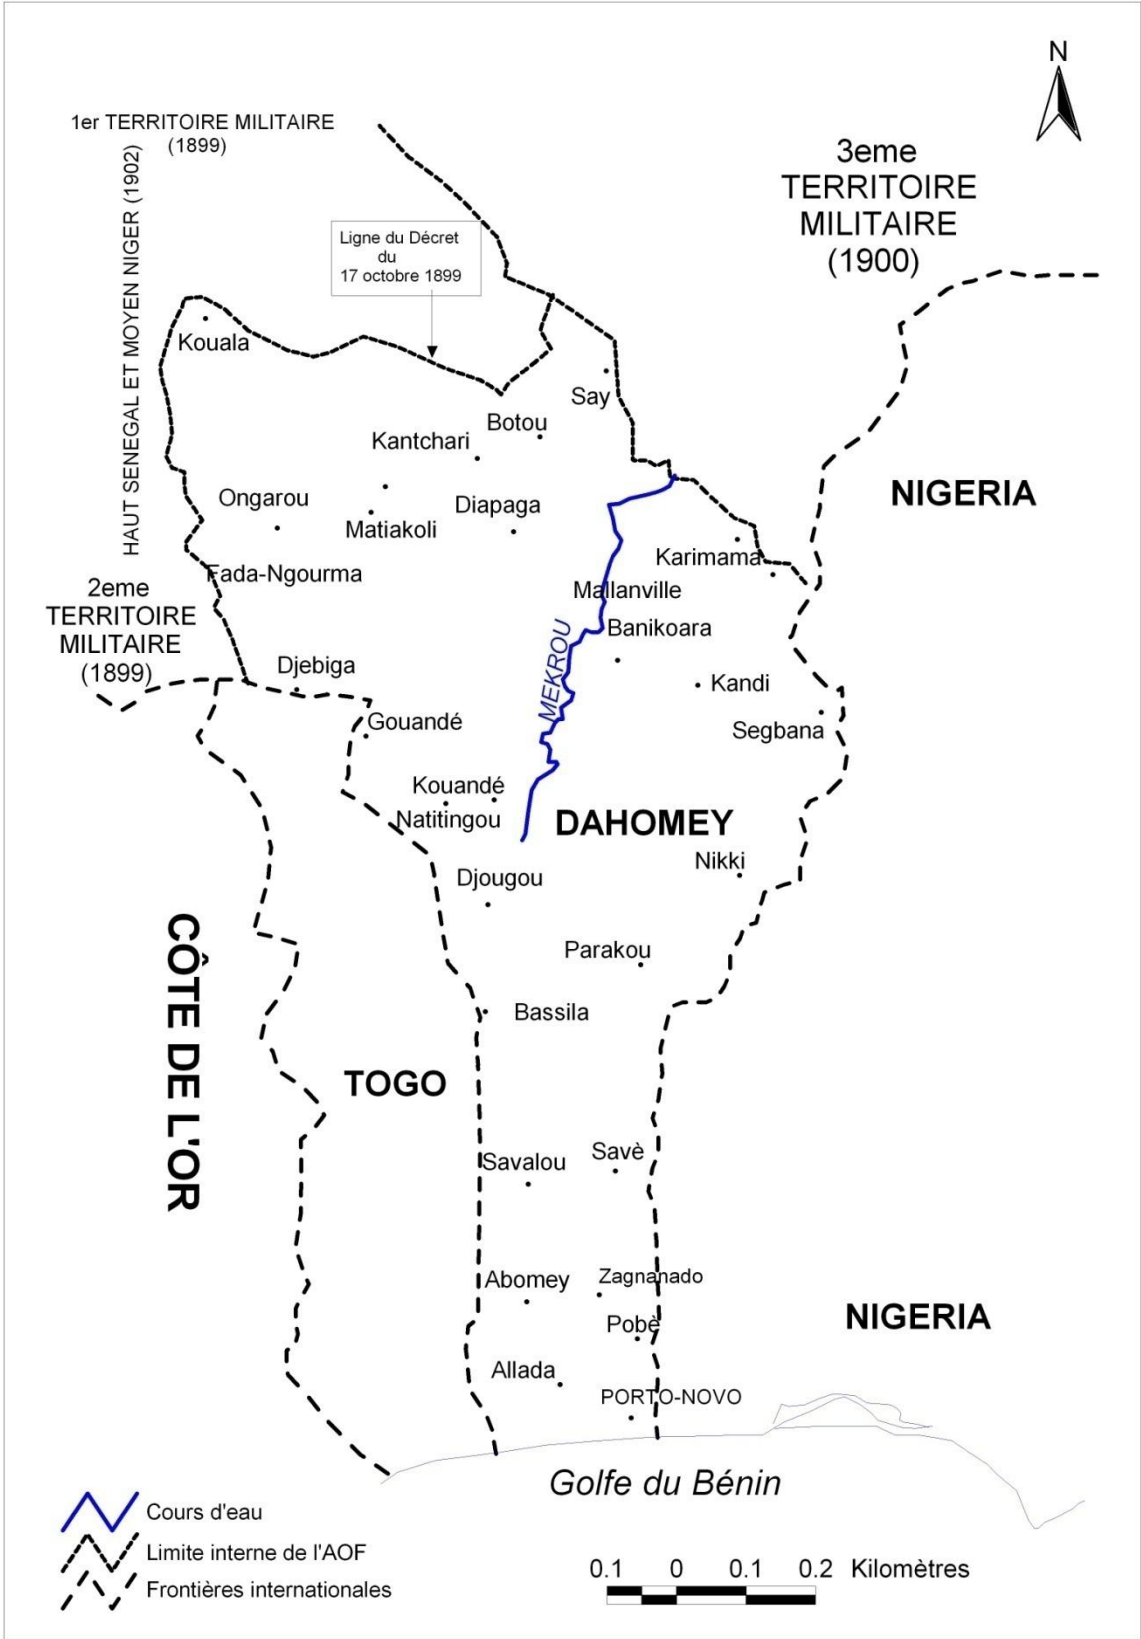 N
1er TERRITOIRE MILITAIRE
(1899)
HAUT SENEGAL ET MOYEN NIGER (1902)
3eme
TERRITOIRE
MILITAIRE
(1900)
Ligne du Décret
du
17 octobre 1899
Kouala
Say
Botou
Kantchari
NIGERIA
Ongarou
Diapaga
Matiakoli
Karimama
Fada-Ngourma
Mallanville
2eme
TERRITOIRE
MILITAIRE
(1899)
Banikoara
MEKROU
Djebiga
Kandi
Gouandé
Segbana
Kouandé
Natitingou
DAHOMEY
Nikki
Djougou
CÔTE DE L'OR
Parakou
Bassila
TOGO
Savè
Savalou
Abomey
Zagnanado
NIGERIA
Pobè
Allada
PORTO-NOVO
Golfe du Bénin
Cours d'eau
Limite interne de l'AOF
Frontières internationales
0.1 0 0.1 0.2 Kilomètres